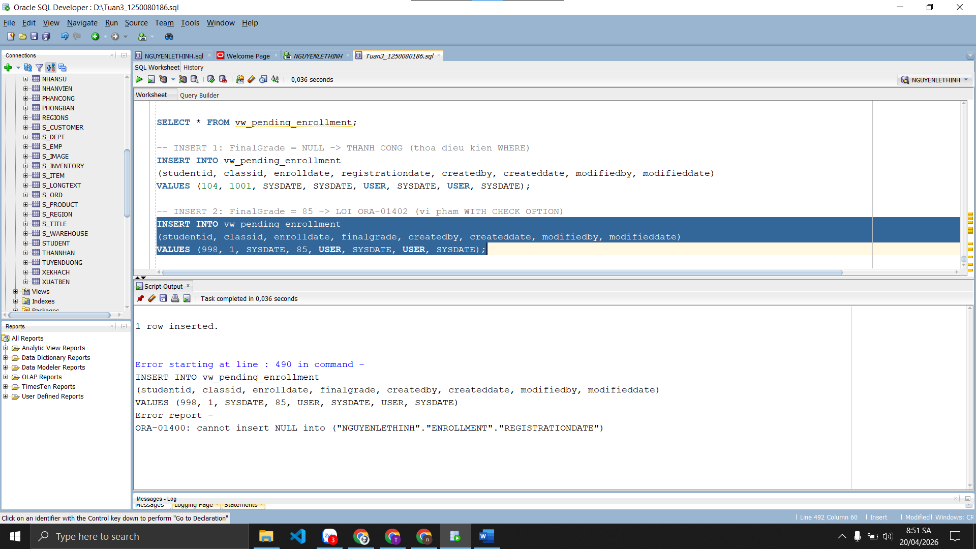 Oracle SQL Developer : D:\Tuan3_1250080186.sql
File Edit View Navigate Run Source Team Tools Window Help
Connections
NHANSU
NHANVIEN
PHANCONG
PHONGBAN
REGIONS
S_CUSTOMER
S_DEPT
S_EMP
S_IMAGE
S_INVENTORY
S_ITEM
S_LONGTEXT
S_ORD
S_PRODUCT
S_REGION
S_TITLE
S_WAREHOUSE
STUDENT
THANNHAN
TUYENDUONG
XEKHACH
XUATBEN
Views
Indexes
Packages
Reports
All Reports
Analytic View Reports
Data Dictionary Reports
Data Modeler Reports
OLAP Reports
TimesTen Reports
User Defined Reports
NGUYENLETHINH.sql Welcome Page NGUYENLETHINH Tuan3_1250080186.sql
SQL Worksheet History
0,036 seconds
NGUYENLETHINH
Worksheet Query Builder
SELECT * FROM vw_pending_enrollment;
-- INSERT 1: FinalGrade = NULL -> THANH CONG (thoa dieu kien WHERE)
INSERT INTO vw_pending_enrollment
(studentid, classid, enrolldate, registrationdate, createdby, createddate, modifiedby, modifieddate)
VALUES (104, 1001, SYSDATE, SYSDATE, USER, SYSDATE, USER, SYSDATE);
-- INSERT 2: FinalGrade = 85 -> LOI ORA-01402 (vi pham WITH CHECK OPTION)
INSERT INTO vw_pending_enrollment
(studentid, classid, enrolldate, finalgrade, createdby, createddate, modifiedby, modifieddate)
VALUES (998, 1, SYSDATE, 85, USER, SYSDATE, USER, SYSDATE);
Script Output
Task completed in 0,036 seconds
1 row inserted.
Error starting at line : 490 in command -
INSERT INTO vw_pending_enrollment
(studentid, classid, enrolldate, finalgrade, createdby, createddate, modifiedby, modifieddate)
VALUES (998, 1, SYSDATE, 85, USER, SYSDATE, USER, SYSDATE)
Error report -
ORA-01400: cannot insert NULL into ("NGUYENLETHINH"."ENROLLMENT"."REGISTRATIONDATE")
Messages - Log
Messages Logging Page Statements
Click on an identifier with the Control key down to perform "Go to Declaration"
Line 492 Column 60 Insert Modified Windows: CF
Type here to search
8:51 SA
20/04/2026